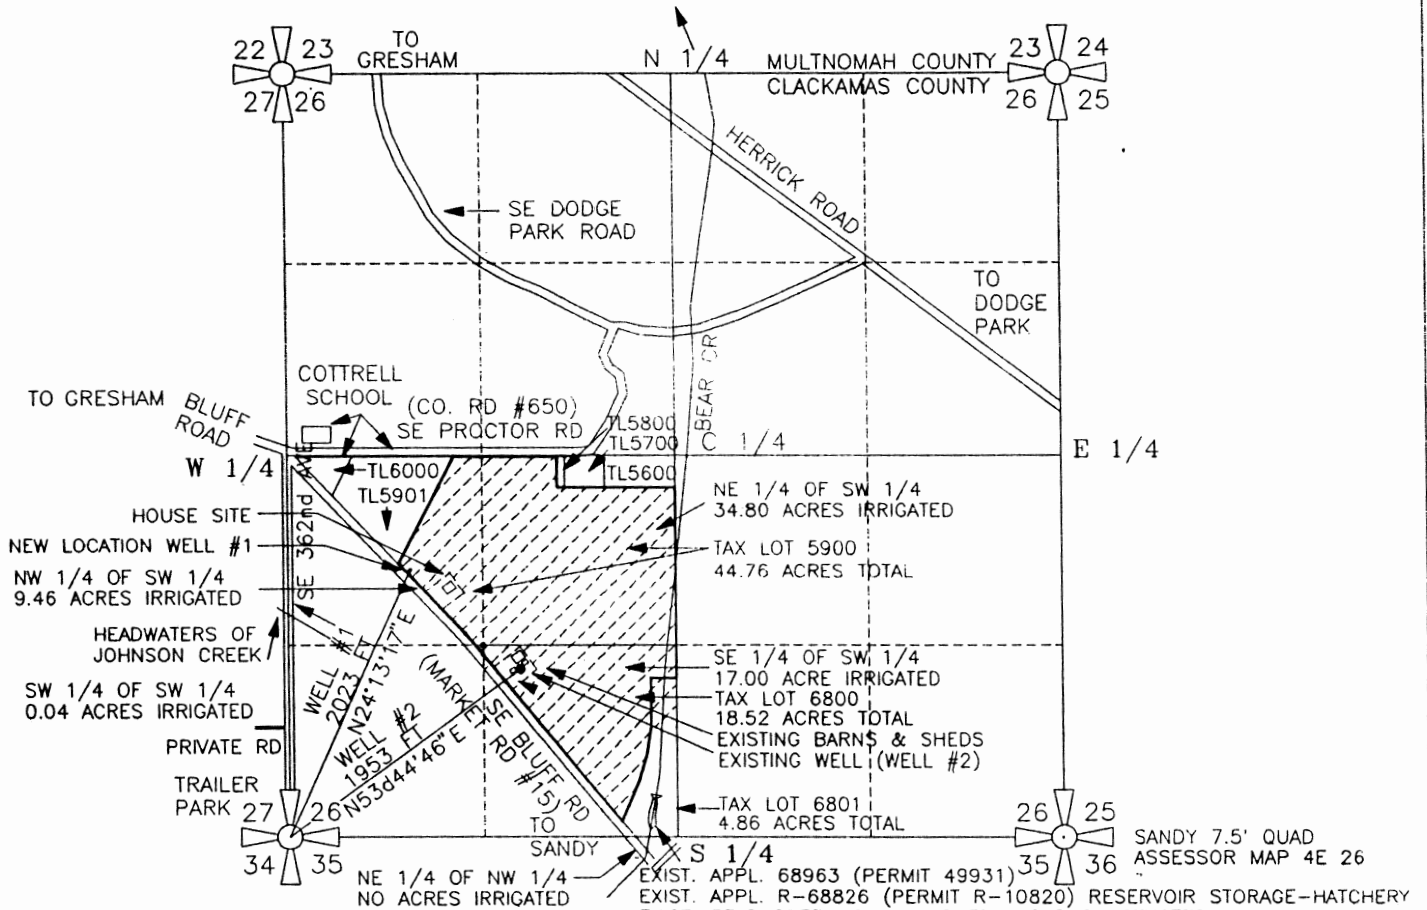 TO
GRESHAM
22 23
27 26
N 1/4
MULTNOMAH COUNTY
CLACKAMAS COUNTY
23 24
26 25
HERRICK ROAD
SE DODGE
PARK ROAD
TO
DODGE
PARK
BEAR CR
COTTRELL
SCHOOL
TO GRESHAM
BLUFF
ROAD
(CO. RD #650)
SE PROCTOR RD
TL5800
TL5700
TL5600
C 1/4
E 1/4
W 1/4
SE 362nd AVE
TL6000
TL5901
HOUSE SITE
NEW LOCATION WELL #1
NW 1/4 OF SW 1/4
9.46 ACRES IRRIGATED
HEADWATERS OF
JOHNSON CREEK
SW 1/4 OF SW 1/4
0.04 ACRES IRRIGATED
PRIVATE RD
TRAILER
PARK
NE 1/4 OF SW 1/4
34.80 ACRES IRRIGATED
TAX LOT 5900
44.76 ACRES TOTAL
SE 1/4 OF SW 1/4
17.00 ACRE IRRIGATED
TAX LOT 6800
18.52 ACRES TOTAL
EXISTING BARNS & SHEDS
EXISTING WELL (WELL #2)
TAX LOT 6801
4.86 ACRES TOTAL
WELL #1
2023 FT
N24°13'17"E
WELL #2
1953 FT
N53d44'46"E
SE BLUFF RD
(MARKET RD #15)
TO
SANDY
27 26
34 35
S 1/4
26 25
35 36
SANDY 7.5' QUAD
ASSESSOR MAP 4E 26
NE 1/4 OF NW 1/4
NO ACRES IRRIGATED
EXIST. APPL. 68963 (PERMIT 49931)
EXIST. APPL. R-68826 (PERMIT R-10820) RESERVOIR STORAGE-HATCHERY